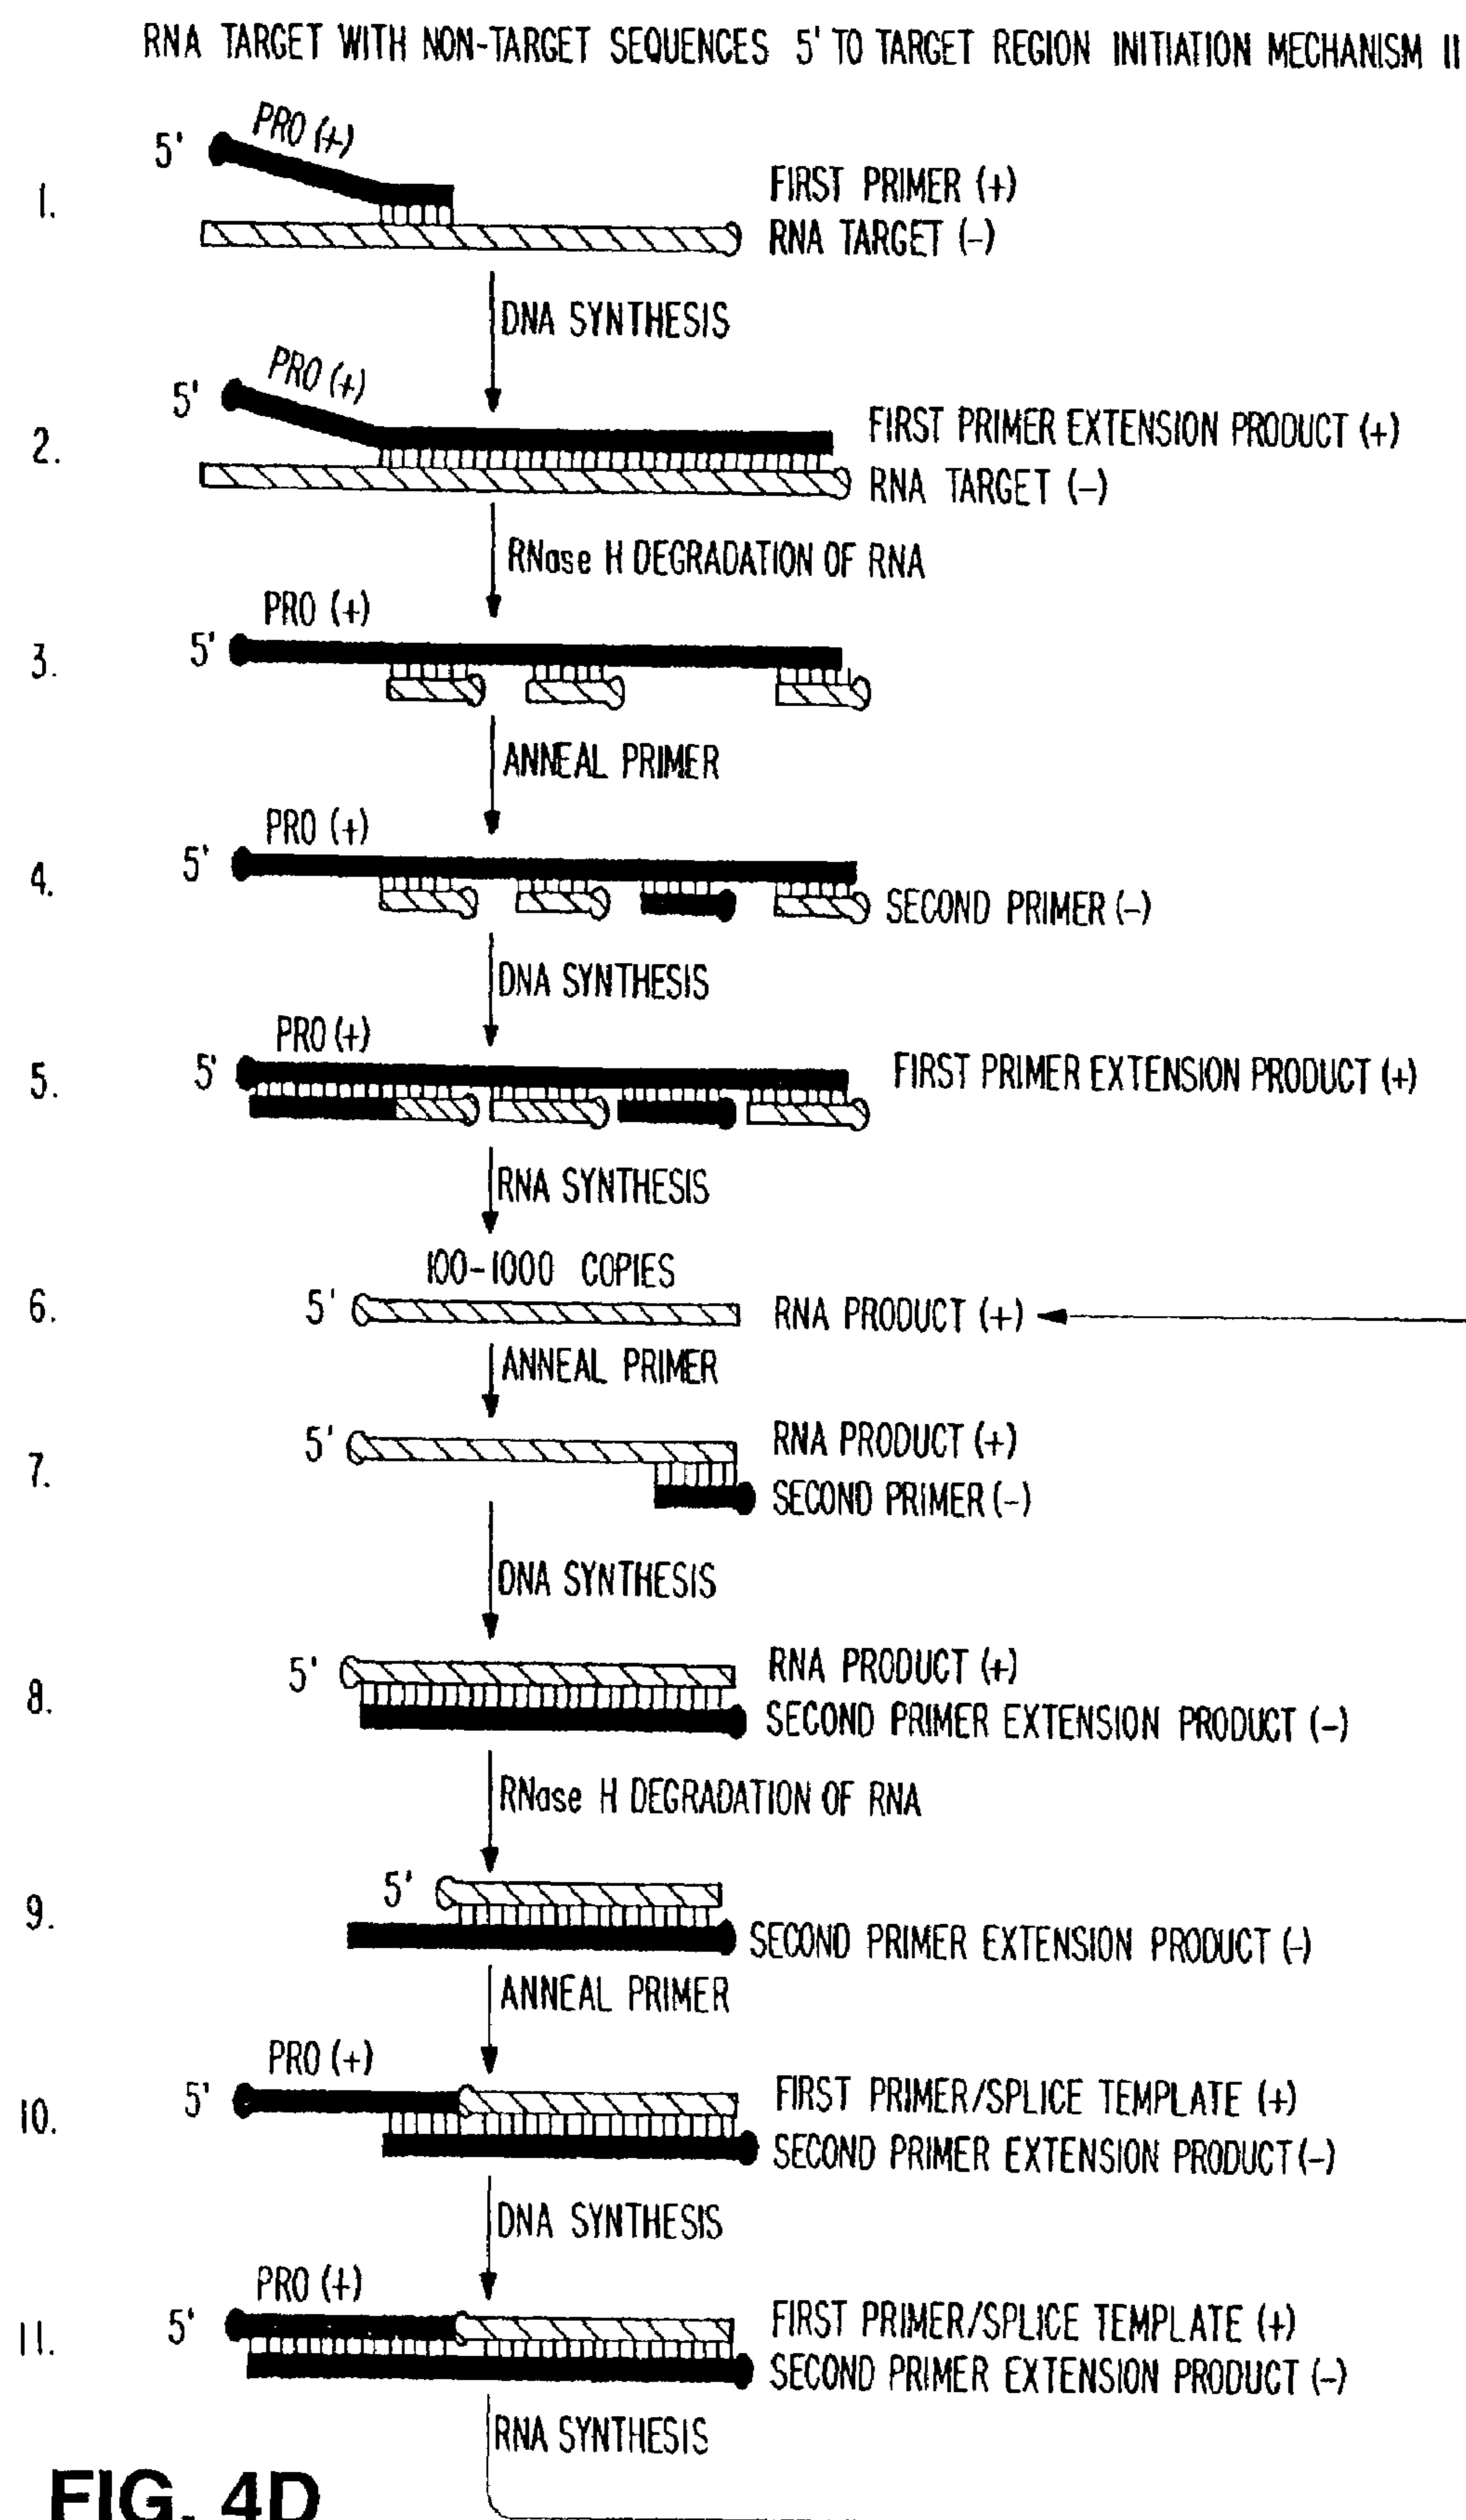 RNA TARGET WITH NON-TARGET SEQUENCES 5' TO TARGET REGION INITIATION MECHANISM II
PRO (+)
5'
1.
FIRST PRIMER (+)
RNA TARGET (-)
DNA SYNTHESIS
PRO (+)
5'
2.
FIRST PRIMER EXTENSION PRODUCT (+)
RNA TARGET (-)
RNase H DEGRADATION OF RNA
PRO (+)
5'
3.
ANNEAL PRIMER
PRO (+)
5'
4.
SECOND PRIMER (-)
DNA SYNTHESIS
PRO (+)
5'
5.
FIRST PRIMER EXTENSION PRODUCT (+)
RNA SYNTHESIS
100-1000 COPIES
6.
5'
RNA PRODUCT (+)
ANNEAL PRIMER
5'
RNA PRODUCT (+)
7.
SECOND PRIMER (-)
DNA SYNTHESIS
5'
RNA PRODUCT (+)
8.
SECOND PRIMER EXTENSION PRODUCT (-)
RNase H DEGRADATION OF RNA
5'
9.
SECOND PRIMER EXTENSION PRODUCT (-)
ANNEAL PRIMER
PRO (+)
5'
FIRST PRIMER/SPLICE TEMPLATE (+)
10.
SECOND PRIMER EXTENSION PRODUCT (-)
DNA SYNTHESIS
PRO (+)
5'
FIRST PRIMER/SPLICE TEMPLATE (+)
11.
SECOND PRIMER EXTENSION PRODUCT (-)
RNA SYNTHESIS
FIG. 4D